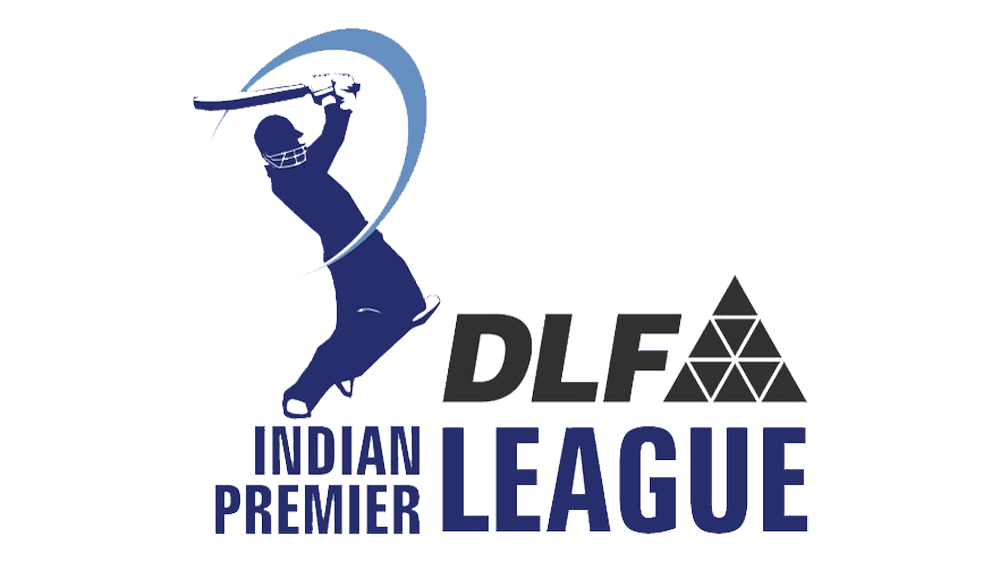 DLF
INDIAN
PREMIER
LEAGUE